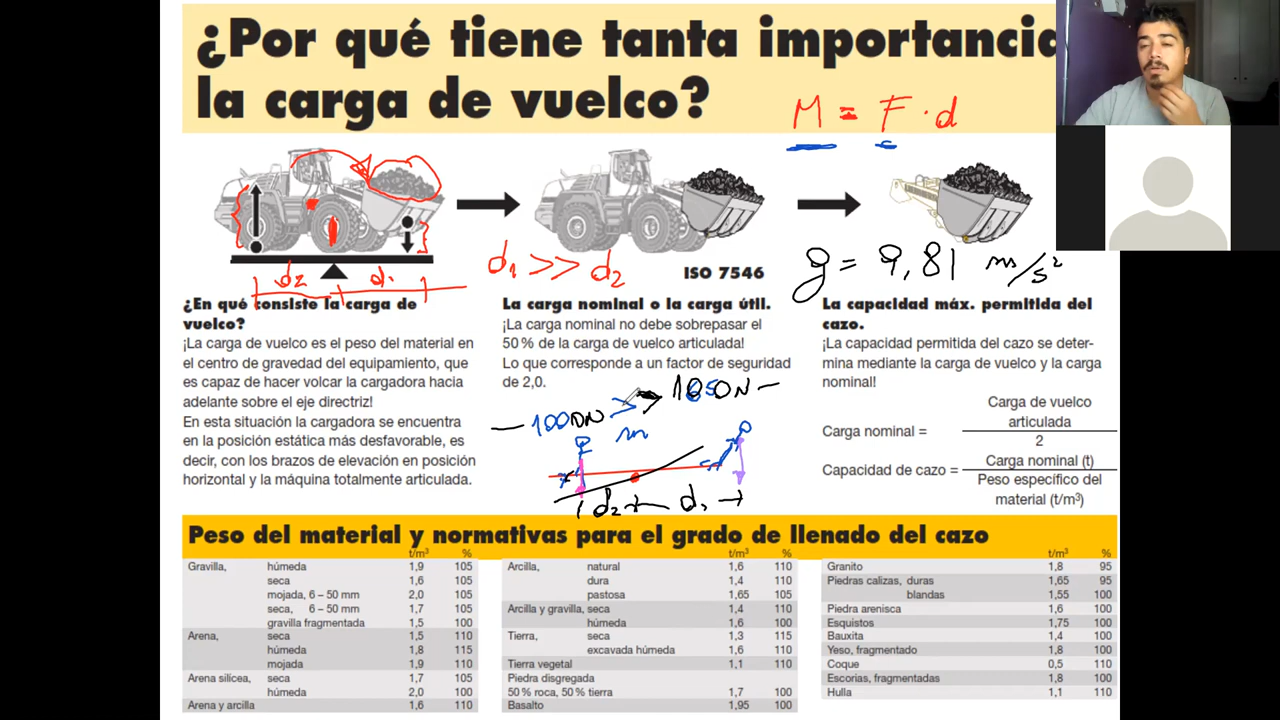 ¿Por qué tiene tanta importancia
la carga de vuelco?
M = F · d
d2 d1
d1 >> d2
ISO 7546
g = 9,81 m/s²
¿En qué consiste la carga de
vuelco?
¡La carga de vuelco es el peso del material en
el centro de gravedad del equipamiento, que
es capaz de hacer volcar la cargadora hacia
adelante sobre el eje directriz!
En esta situación la cargadora se encuentra
en la posición estática más desfavorable, es
decir, con los brazos de elevación en posición
horizontal y la máquina totalmente articulada.
La carga nominal o la carga útil.
¡La carga nominal no debe sobrepasar el
50 % de la carga de vuelco articulada!
Lo que corresponde a un factor de seguridad
de 2,0.
d2 d1
La capacidad máx. permitida del
cazo.
¡La capacidad permitida del cazo se deter-
mina mediante la carga de vuelco y la carga
nominal!
Carga nominal = Carga de vuelco
articulada
2
Capacidad de cazo = Carga nominal (t)
Peso específico del
material (t/m³)
Peso del material y normativas para el grado de llenado del cazo
t/m³ %
Gravilla, húmeda 1,9 105
seca 1,6 105
mojada, 6 – 50 mm 2,0 105
seca, 6 – 50 mm 1,7 105
gravilla fragmentada 1,5 100
Arena, seca 1,5 110
húmeda 1,8 115
mojada 1,9 110
Arena silícea, seca 1,7 105
húmeda 2,0 100
Arena y arcilla 1,6 110
t/m³ %
Arcilla, natural 1,6 110
dura 1,4 110
pastosa 1,65 105
Arcilla y gravilla, seca 1,4 110
húmeda 1,6 100
Tierra, seca 1,3 115
excavada húmeda 1,6 110
Tierra vegetal 1,1 110
Piedra disgregada
50 % roca, 50 % tierra 1,7 100
Basalto 1,95 100
t/m³ %
Granito 1,8 95
Piedras calizas, duras 1,65 95
blandas 1,55 100
Piedra arenisca 1,6 100
Esquistos 1,75 100
Bauxita 1,4 100
Yeso, fragmentado 1,8 100
Coque 0,5 110
Escorias, fragmentadas 1,8 100
Hulla 1,1 110